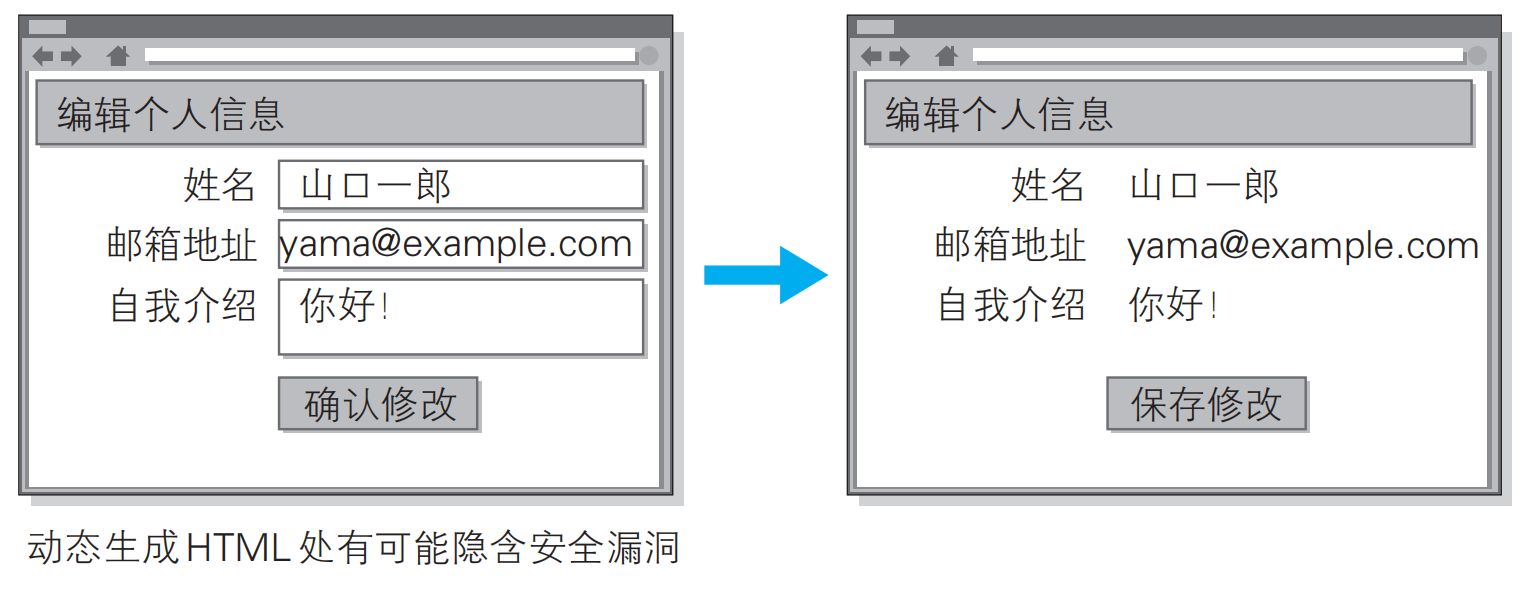 编辑个人信息
姓名 山口一郎
邮箱地址 yama@example.com
自我介绍 你好!
确认修改
编辑个人信息
姓名 山口一郎
邮箱地址 yama@example.com
自我介绍 你好!
保存修改
动态生成HTML处有可能隐含安全漏洞